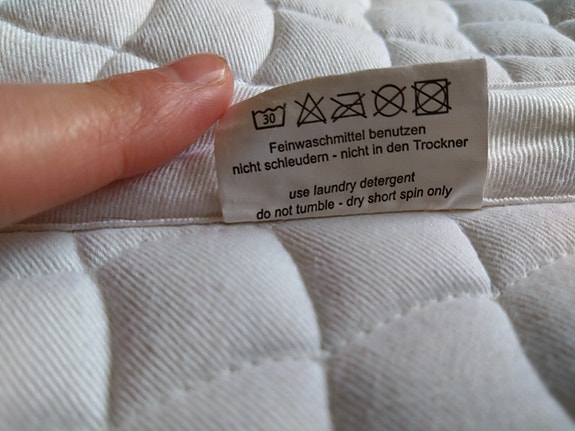 30
Feinwaschmittel benutzen
nicht schleudern - nicht in den Trockner
use laundry detergent
do not tumble - dry short spin only